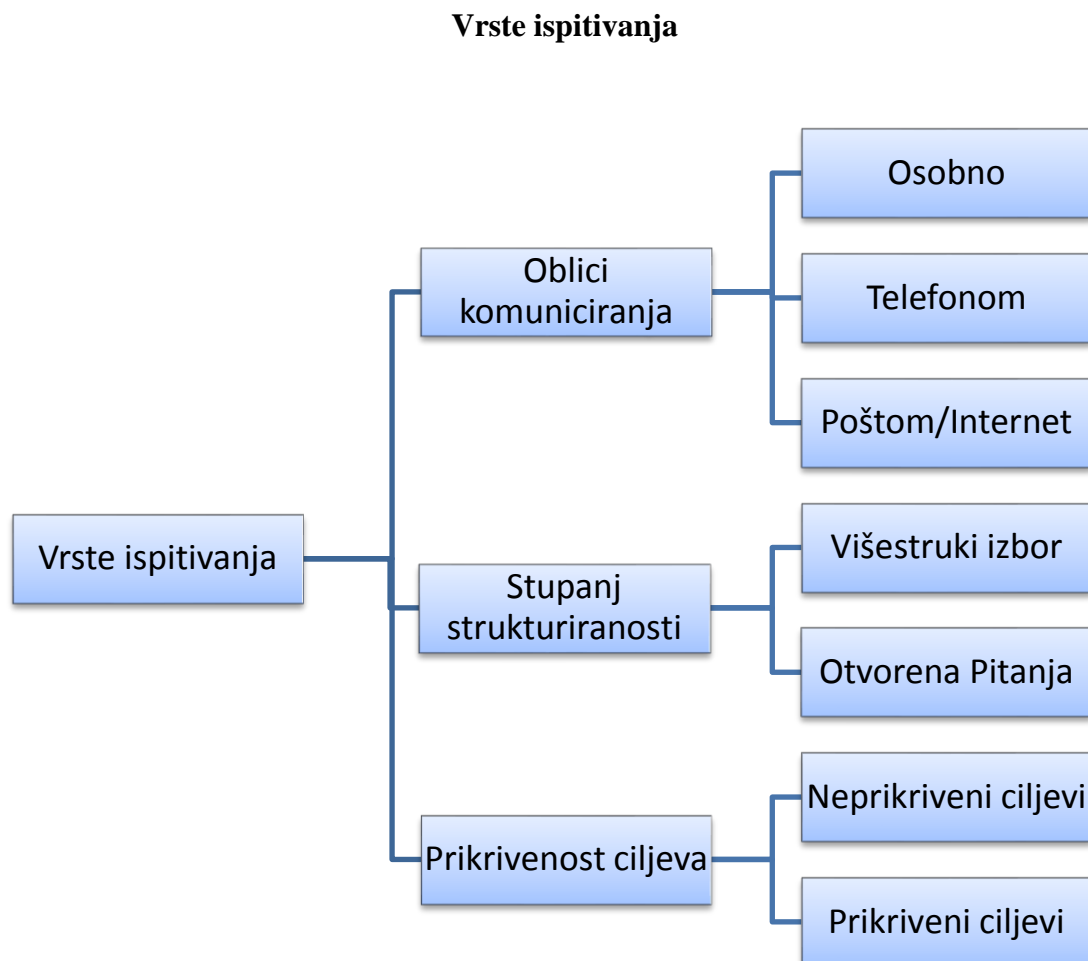 Vrste ispitivanja
Vrste ispitivanja
Oblici
komuniciranja
Osobno
Telefonom
Poštom/Internet
Stupanj
strukturiranosti
Višestruki izbor
Otvorena Pitanja
Prikrivenost ciljeva
Neprikriveni ciljevi
Prikriveni ciljevi